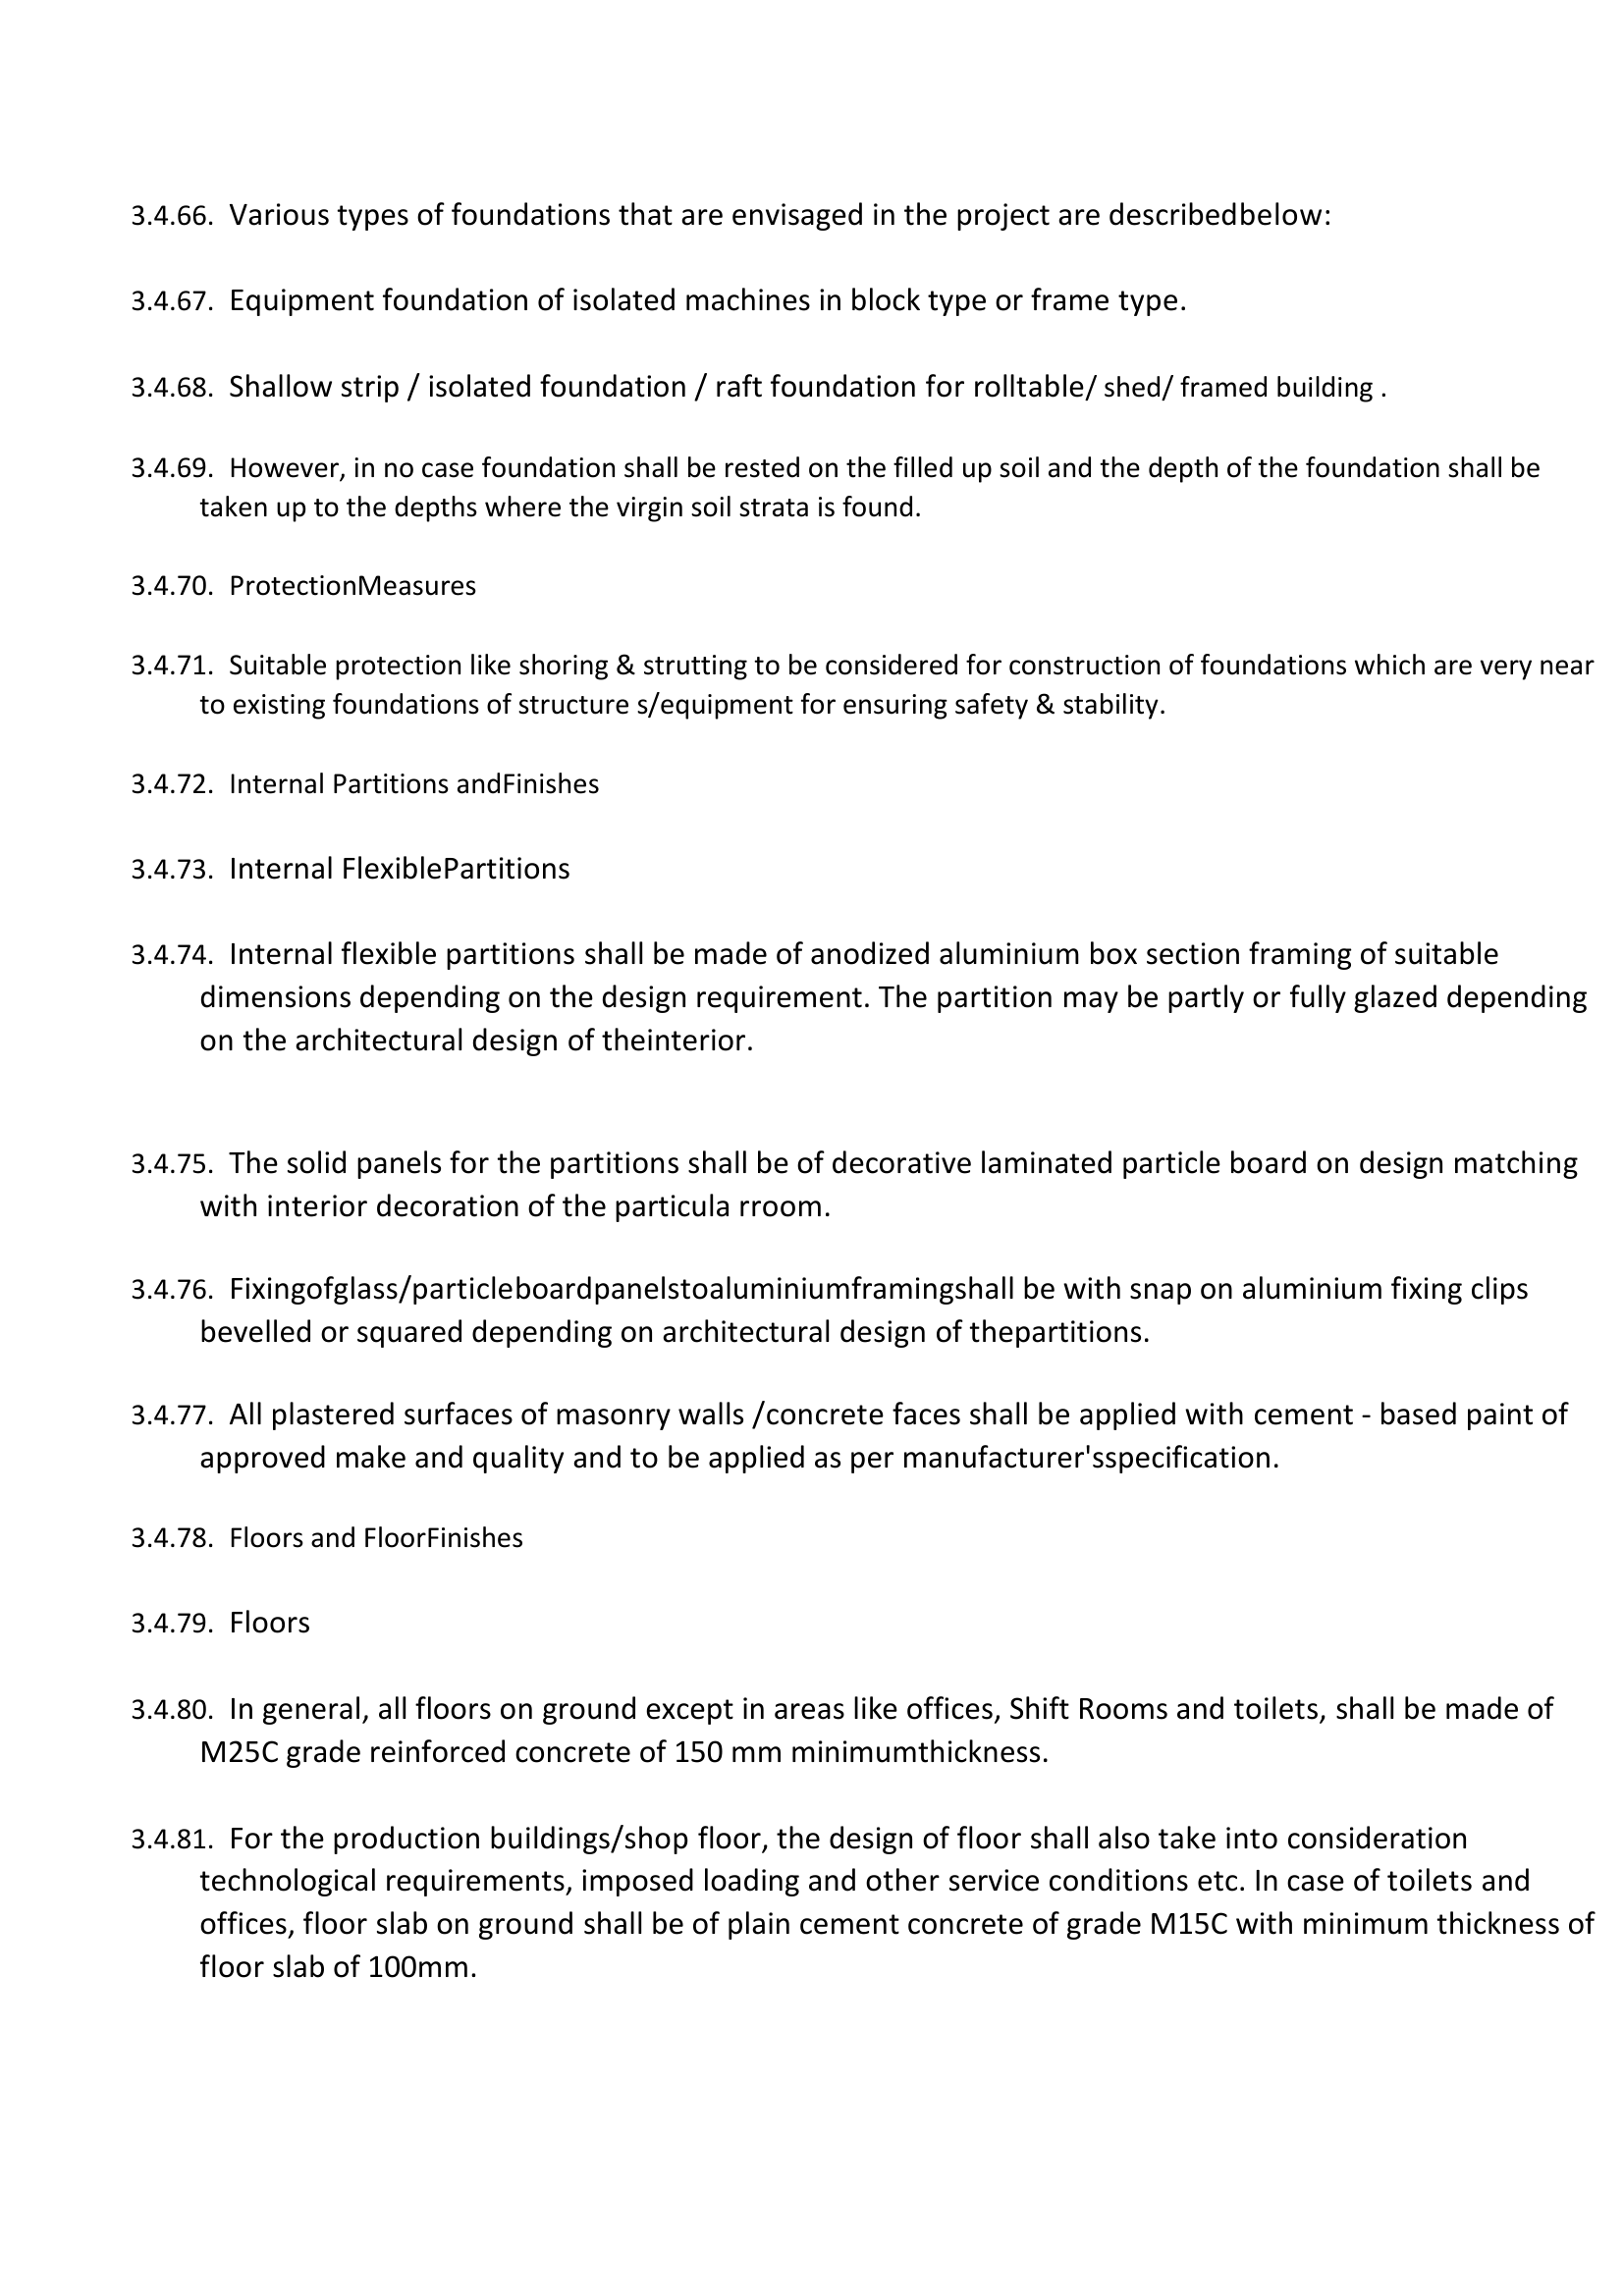 3.4.66. Various types of foundations that are envisaged in the project are describedbelow:
3.4.67. Equipment foundation of isolated machines in block type or frame type.
3.4.68. Shallow strip / isolated foundation / raft foundation for rolltable/ shed/ framed building .
3.4.69. However, in no case foundation shall be rested on the filled up soil and the depth of the foundation shall be
taken up to the depths where the virgin soil strata is found.
3.4.70. ProtectionMeasures
3.4.71. Suitable protection like shoring & strutting to be considered for construction of foundations which are very near
to existing foundations of structure s/equipment for ensuring safety & stability.
3.4.72. Internal Partitions andFinishes
3.4.73. Internal FlexiblePartitions
3.4.74. Internal flexible partitions shall be made of anodized aluminium box section framing of suitable
dimensions depending on the design requirement. The partition may be partly or fully glazed depending
on the architectural design of theinterior.
3.4.75. The solid panels for the partitions shall be of decorative laminated particle board on design matching
with interior decoration of the particula rroom.
3.4.76. Fixingofglass/particleboardpanelstoaluminiumframingshall be with snap on aluminium fixing clips
bevelled or squared depending on architectural design of thepartitions.
3.4.77. All plastered surfaces of masonry walls /concrete faces shall be applied with cement - based paint of
approved make and quality and to be applied as per manufacturer'sspecification.
3.4.78. Floors and FloorFinishes
3.4.79. Floors
3.4.80. In general, all floors on ground except in areas like offices, Shift Rooms and toilets, shall be made of
M25C grade reinforced concrete of 150 mm minimumthickness.
3.4.81. For the production buildings/shop floor, the design of floor shall also take into consideration
technological requirements, imposed loading and other service conditions etc. In case of toilets and
offices, floor slab on ground shall be of plain cement concrete of grade M15C with minimum thickness of
floor slab of 100mm.